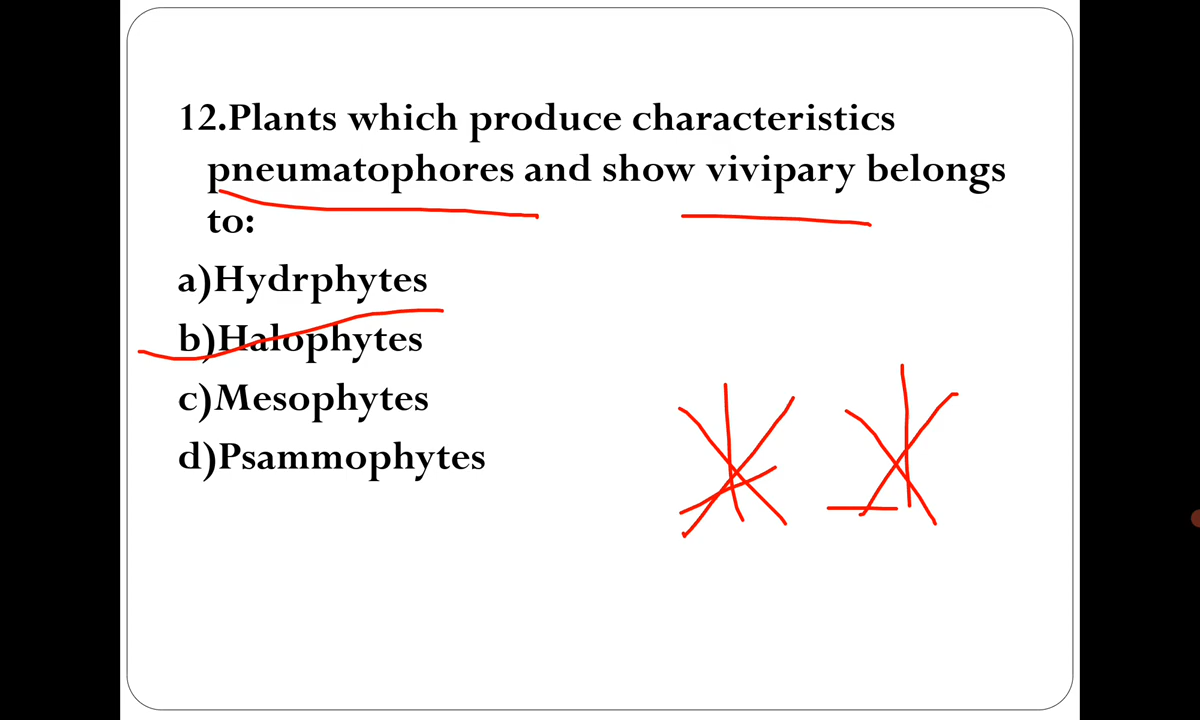 12.Plants which produce characteristics
pneumatophores and show vivipary belongs
to:
a)Hydrphytes
b)Halophytes
c)Mesophytes
d)Psammophytes